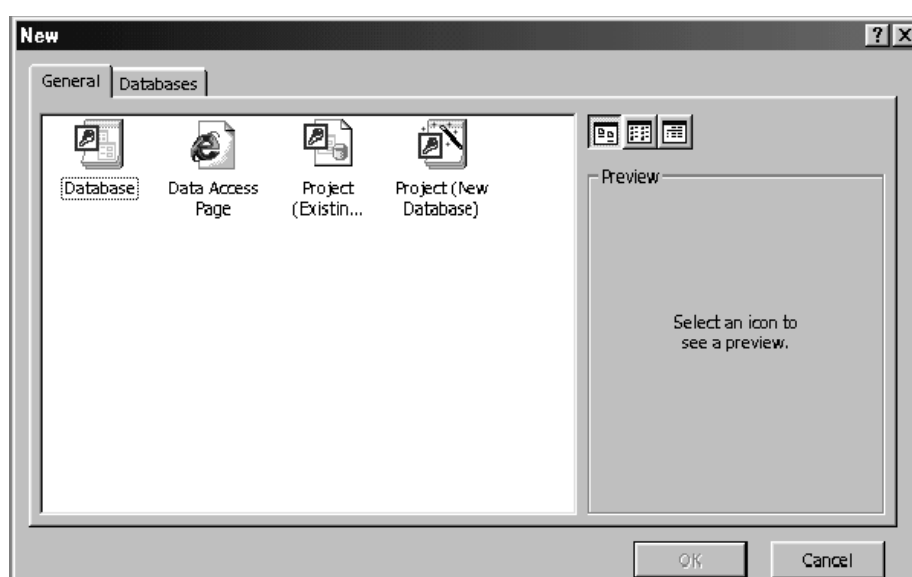 New
General Databases
Database
Data Access
Page
Project
(Existin...
Project (New
Database)
Preview
Select an icon to
see a preview.
OK
Cancel